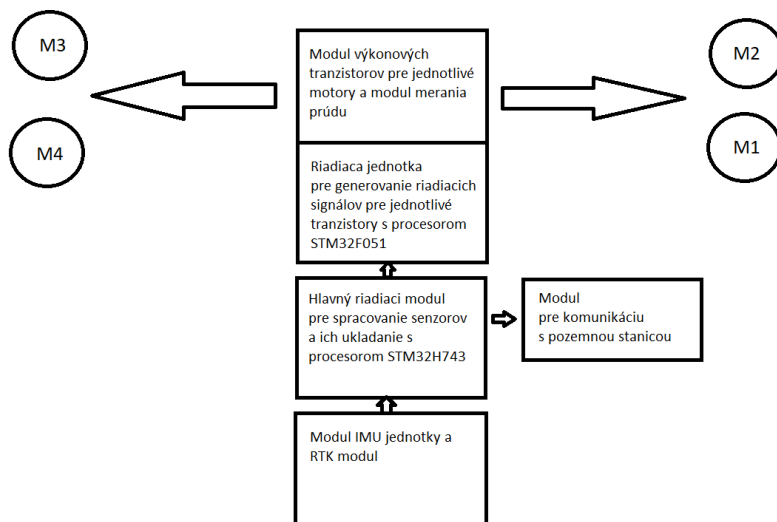 M3
M2
M4
M1
Modul výkonových
tranzistorov pre jednotlivé
motory a modul merania
prúdu
Riadiaca jednotka
pre generovanie riadiacich
signálov pre jednotlivé
tranzistory s procesorom
STM32F051
Hlavný riadiaci modul
pre spracovanie senzorov
a ich ukladanie s
procesorom STM32H743
Modul
pre komunikáciu
s pozemnou stanicou
Modul IMU jednotky a
RTK modul